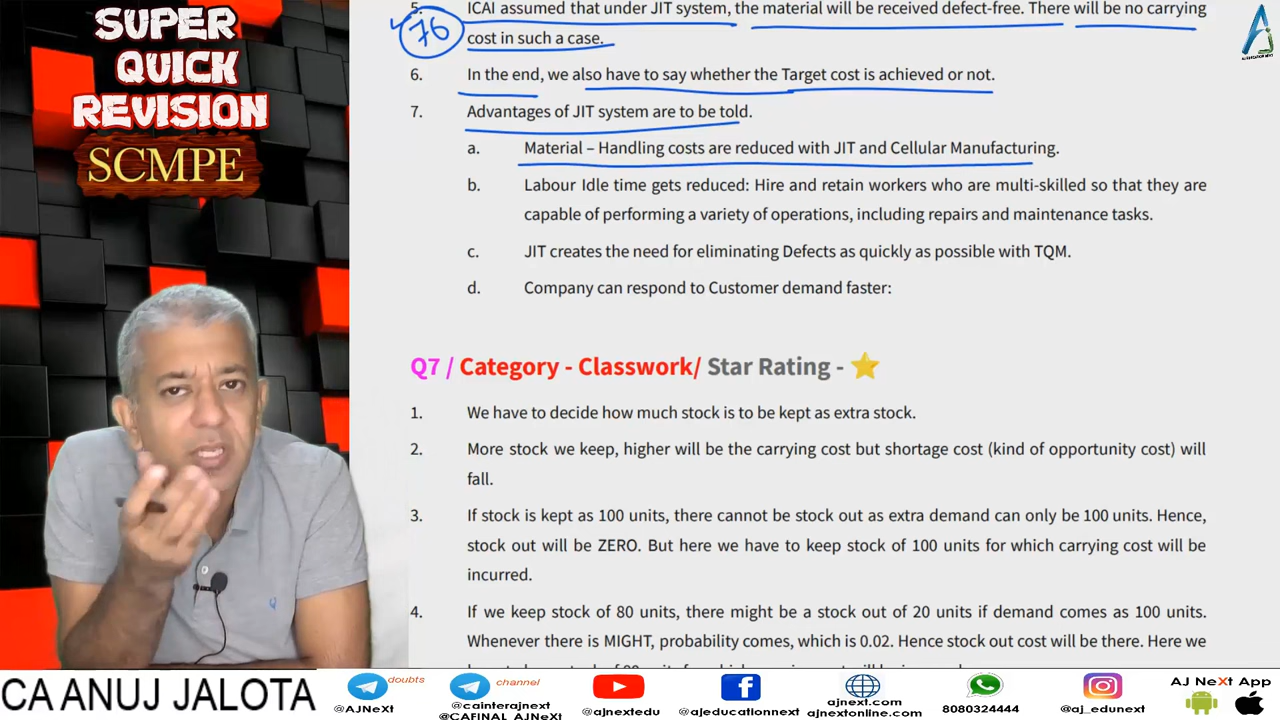 SUPER
QUICK
REVISION
SCMPE
5. ICAI assumed that under JIT system, the material will be received defect-free. There will be no carrying
cost in such a case.
76
6. In the end, we also have to say whether the Target cost is achieved or not.
7. Advantages of JIT system are to be told.
a. Material – Handling costs are reduced with JIT and Cellular Manufacturing.
b. Labour Idle time gets reduced: Hire and retain workers who are multi-skilled so that they are
capable of performing a variety of operations, including repairs and maintenance tasks.
c. JIT creates the need for eliminating Defects as quickly as possible with TQM.
d. Company can respond to Customer demand faster:
Q7 / Category - Classwork/ Star Rating - ⭐
1. We have to decide how much stock is to be kept as extra stock.
2. More stock we keep, higher will be the carrying cost but shortage cost (kind of opportunity cost) will
fall.
3. If stock is kept as 100 units, there cannot be stock out as extra demand can only be 100 units. Hence,
stock out will be ZERO. But here we have to keep stock of 100 units for which carrying cost will be
incurred.
4. If we keep stock of 80 units, there might be a stock out of 20 units if demand comes as 100 units.
Whenever there is MIGHT, probability comes, which is 0.02. Hence stock out cost will be there. Here we
CA ANUJ JALOTA
doubts
@AJNeXt
channel
@cainterajnext
@CAFINAL_AJNeXt
@ajnextedu
@ajeducationnext
ajnext.com
ajnextonline.com
8080324444
@aj_edunext
AJ NeXt App